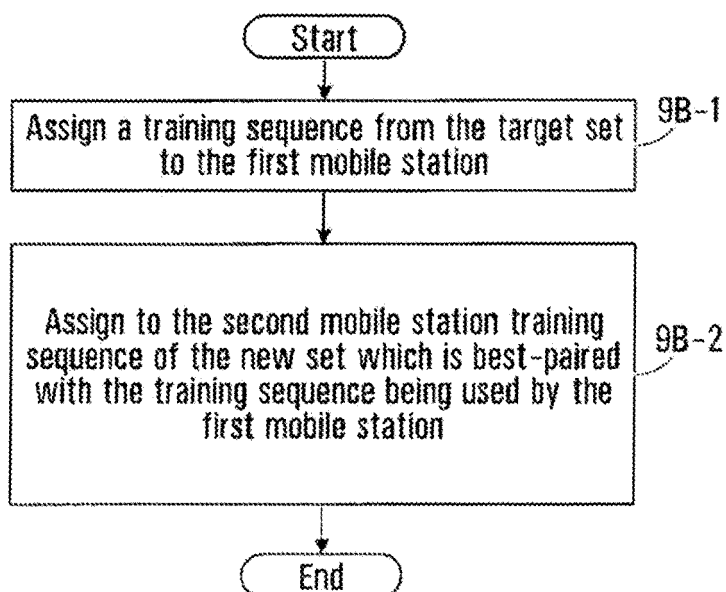 Start
Assign a training sequence from the target set
to the first mobile station
9B-1
Assign to the second mobile station training
sequence of the new set which is best-paired
with the training sequence being used by the
first mobile station
9B-2
End